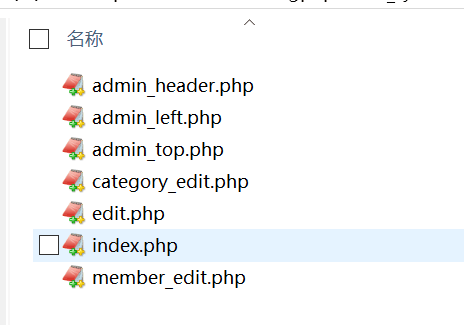 名称
admin_header.php
admin_left.php
admin_top.php
category_edit.php
edit.php
index.php
member_edit.php